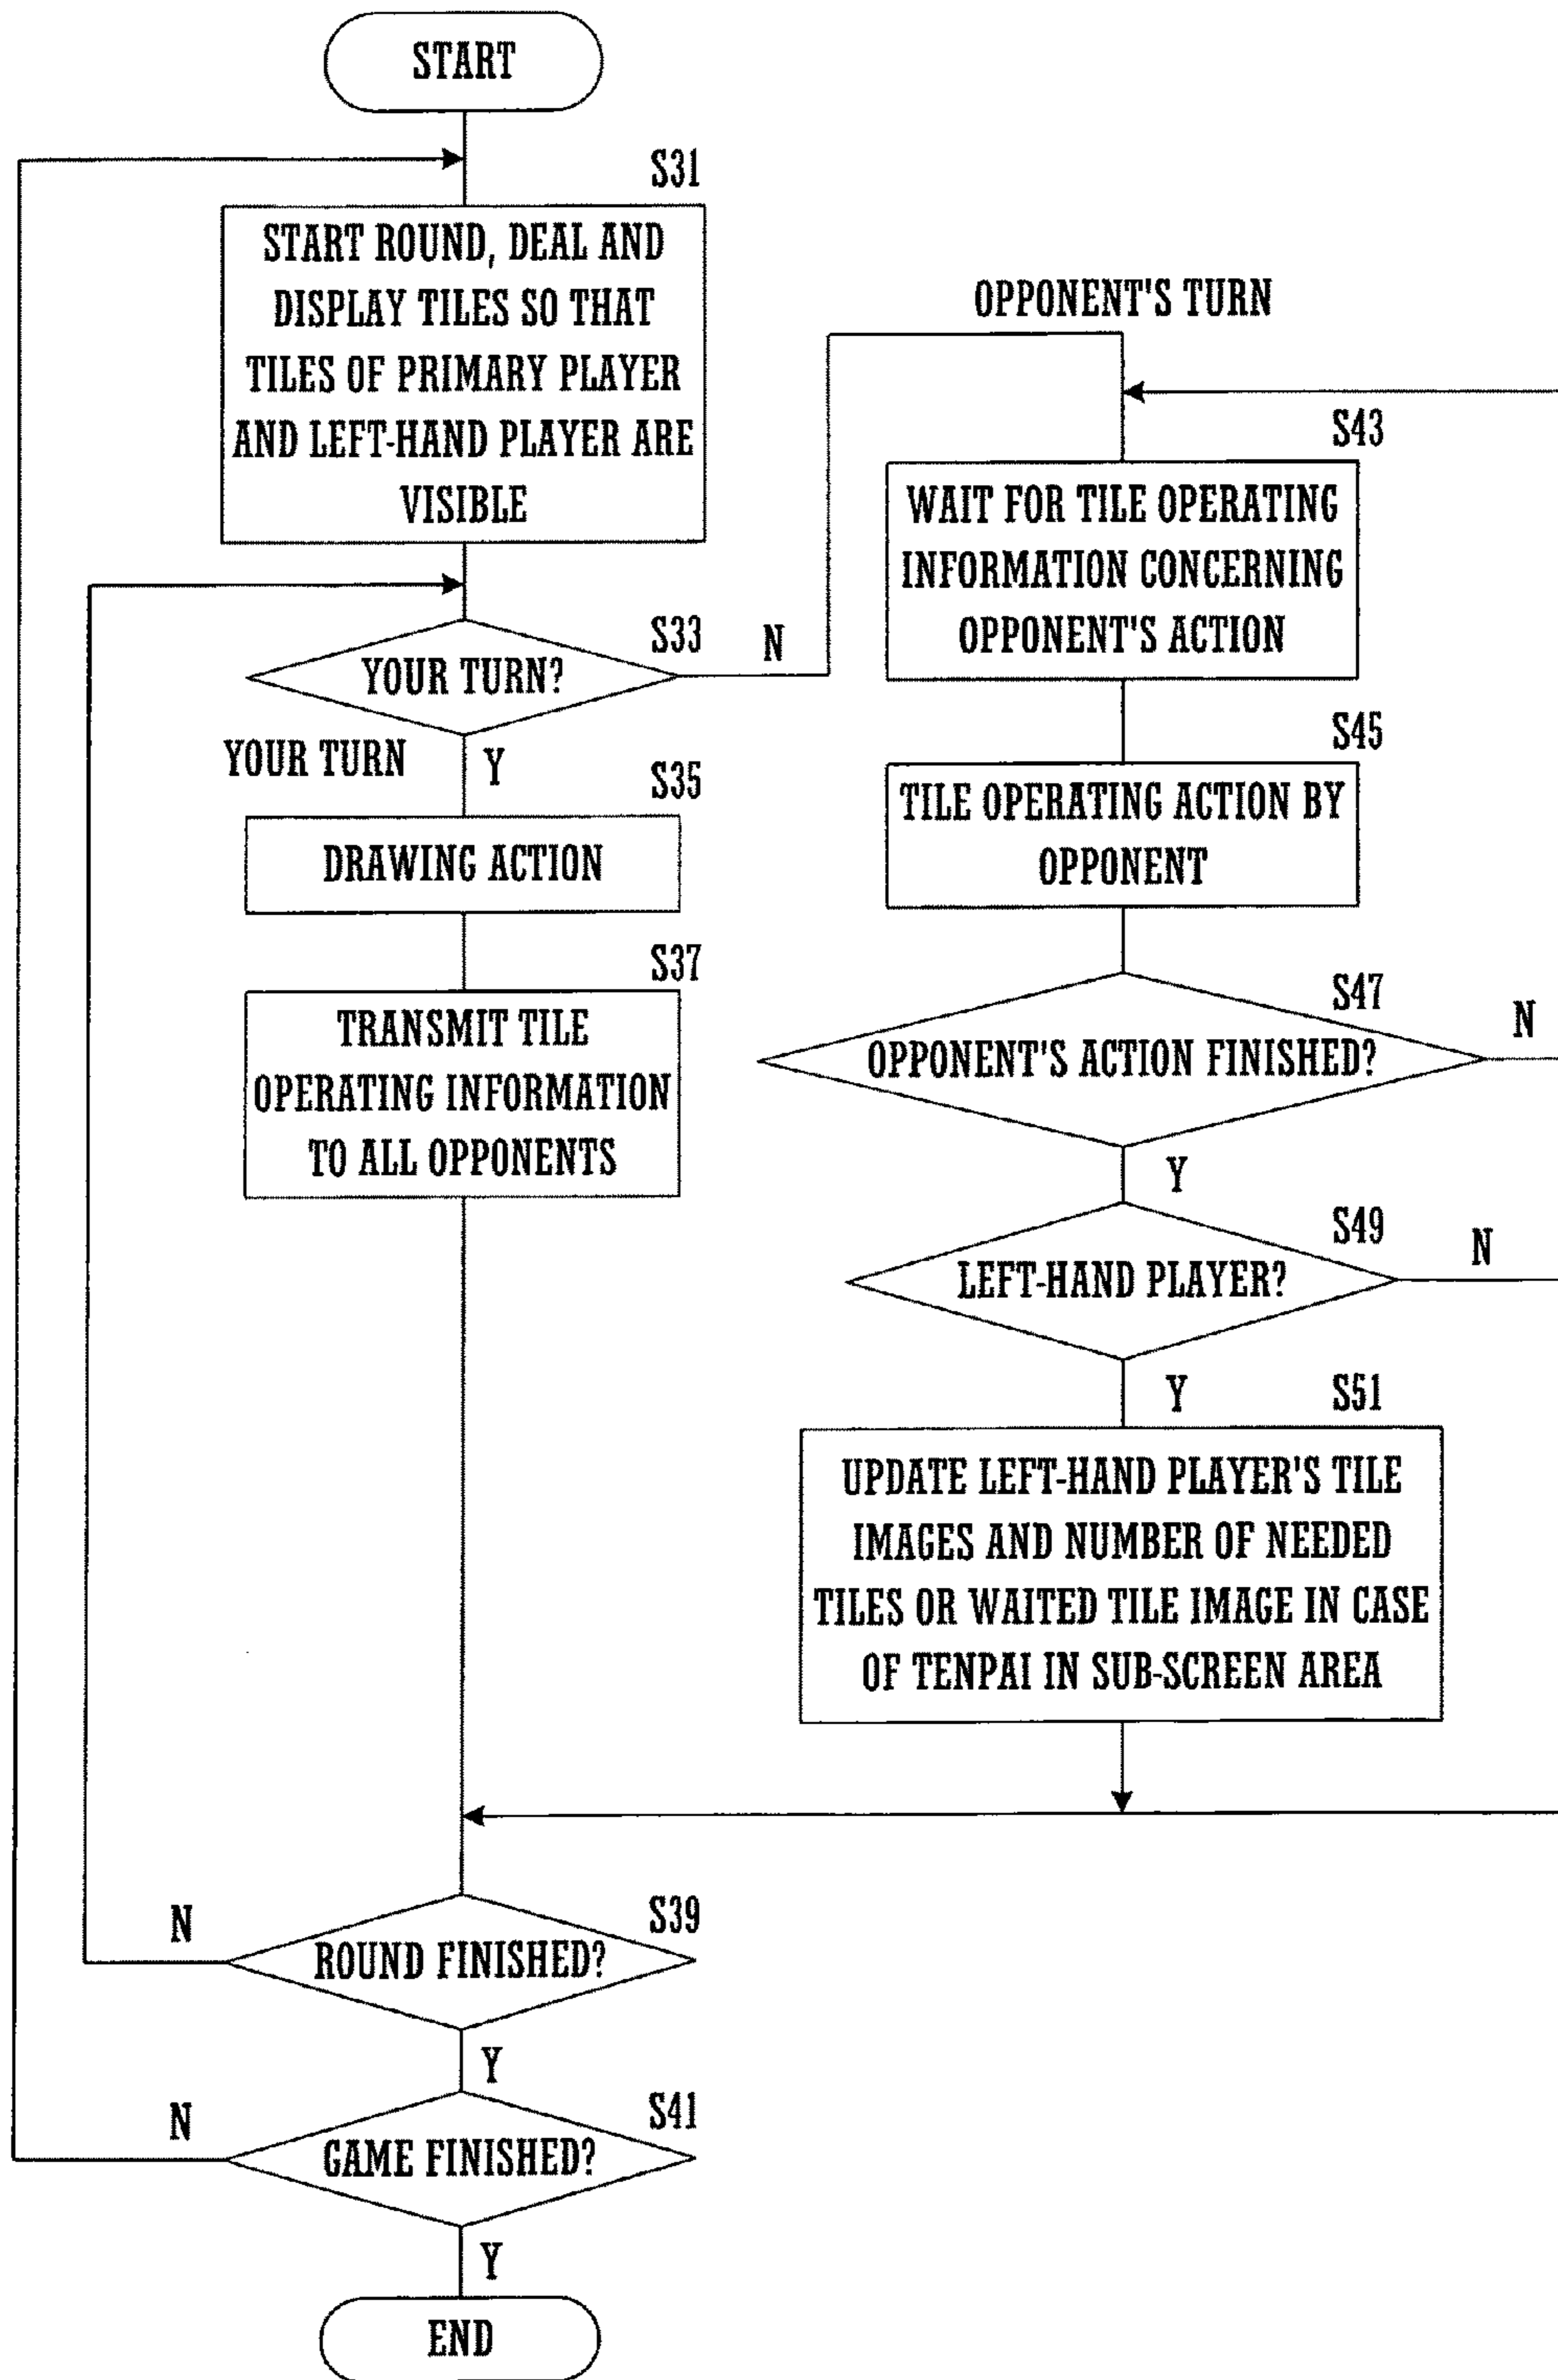 START
S31
START ROUND, DEAL AND
DISPLAY TILES SO THAT
TILES OF PRIMARY PLAYER
AND LEFT-HAND PLAYER ARE
VISIBLE
S33
YOUR TURN?
N
YOUR TURN
Y
S35
DRAWING ACTION
S37
TRANSMIT TILE
OPERATING INFORMATION
TO ALL OPPONENTS
OPPONENT'S TURN
S43
WAIT FOR TILE OPERATING
INFORMATION CONCERNING
OPPONENT'S ACTION
S45
TILE OPERATING ACTION BY
OPPONENT
S47
OPPONENT'S ACTION FINISHED?
N
Y
S49
LEFT-HAND PLAYER?
N
Y
S51
UPDATE LEFT-HAND PLAYER'S TILE
IMAGES AND NUMBER OF NEEDED
TILES OR WAITED TILE IMAGE IN CASE
OF TENPAI IN SUB-SCREEN AREA
S39
ROUND FINISHED?
N
Y
S41
GAME FINISHED?
N
Y
END